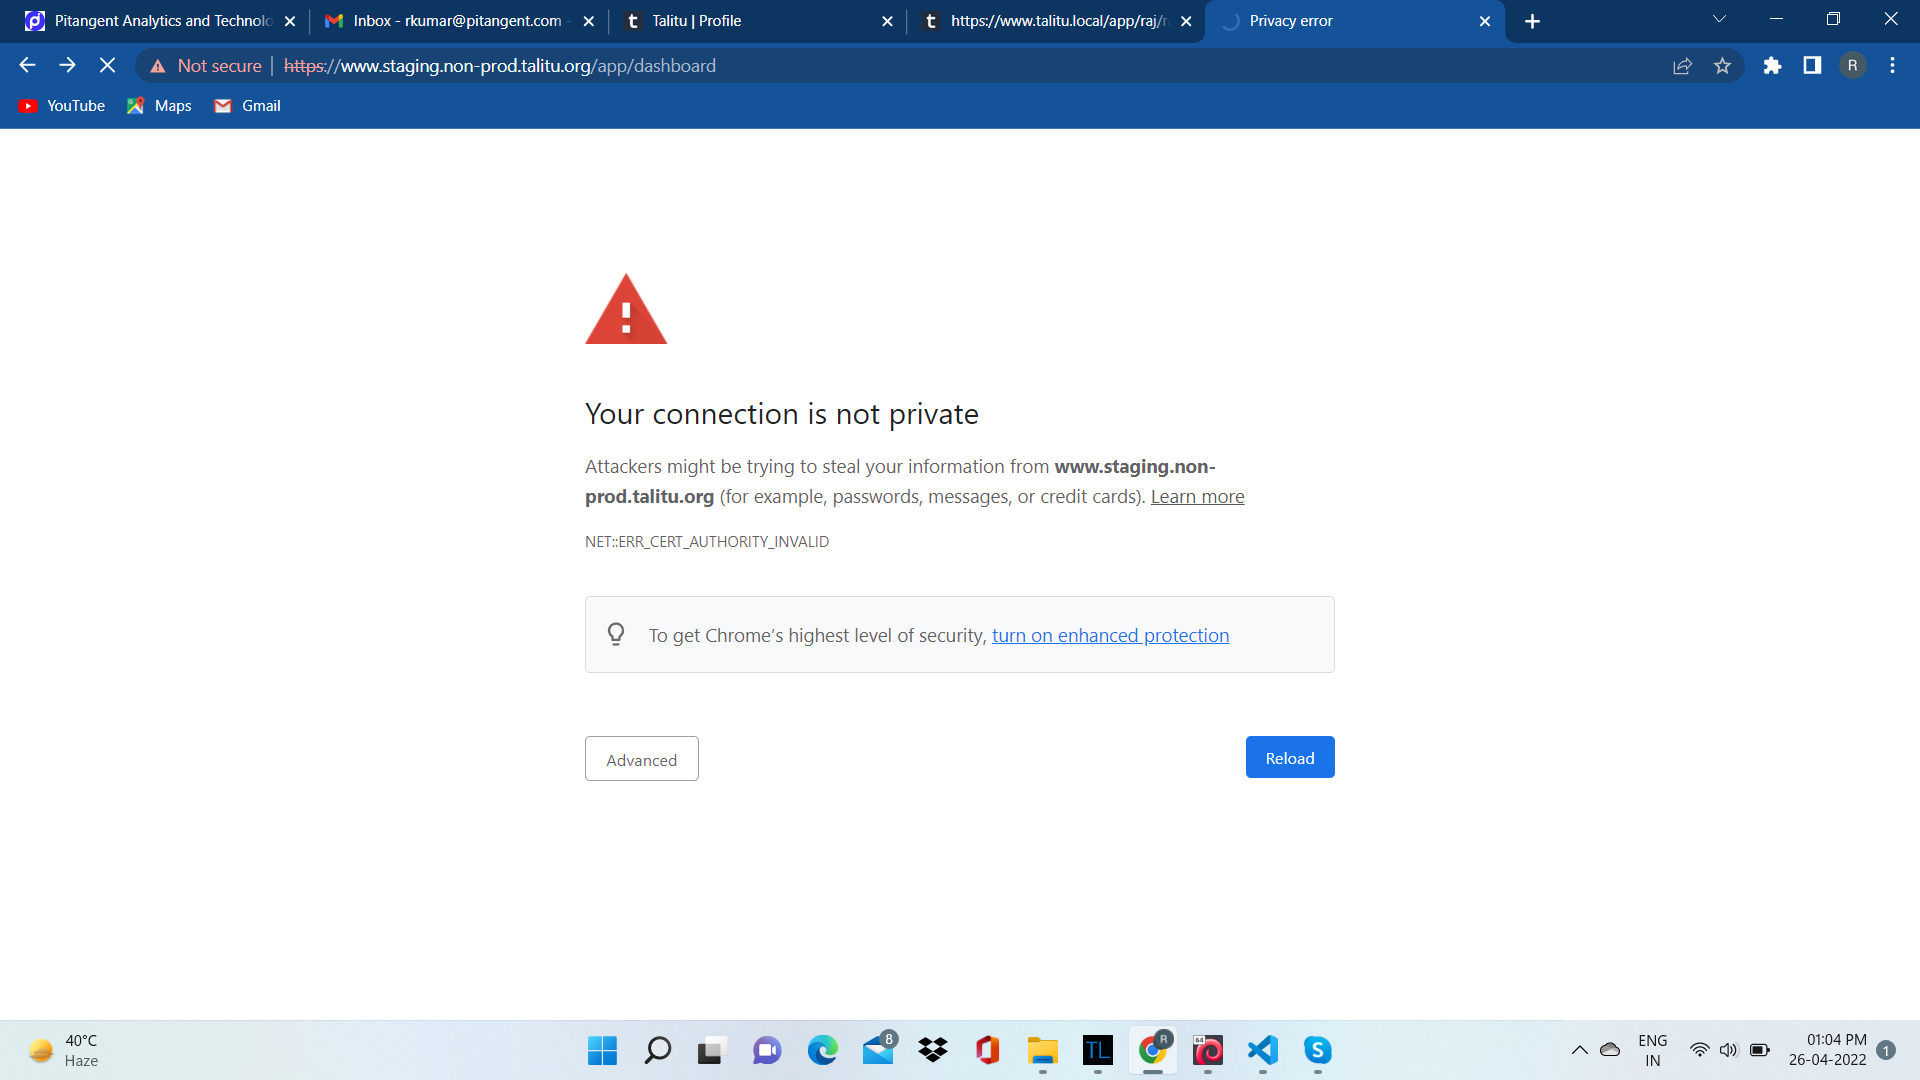 Pitangent Analytics and Technolo
Inbox - rkumar@pitangent.com -
Talitu | Profile
https://www.talitu.local/app/raj/r
Privacy error
Not secure | https://www.staging.non-prod.talitu.org/app/dashboard
R
YouTube
Maps
Gmail
Your connection is not private
Attackers might be trying to steal your information from www.staging.non-
prod.talitu.org (for example, passwords, messages, or credit cards). Learn more
NET::ERR_CERT_AUTHORITY_INVALID
To get Chrome's highest level of security, turn on enhanced protection
Advanced
Reload
40°C
Haze
8
TL
R
64
S
ENG
IN
01:04 PM
26-04-2022
1